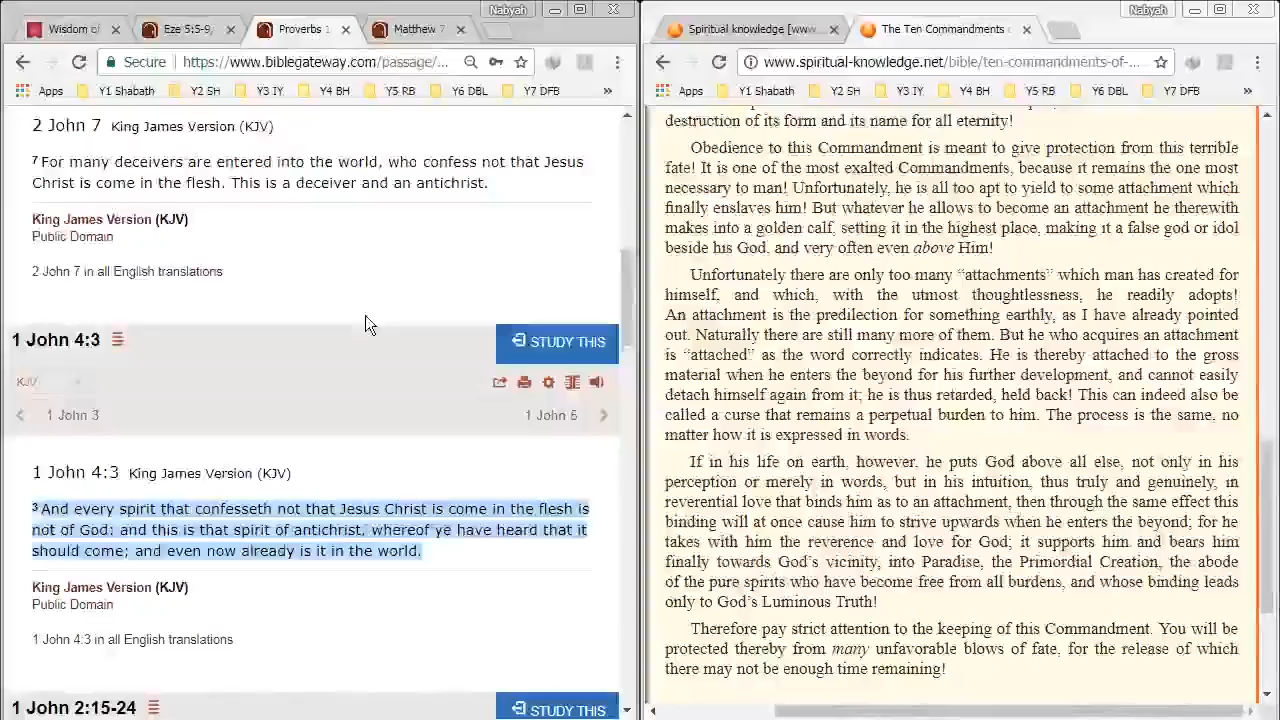 Nabyah
Wisdom of
Eze 5:5-9,
Proverbs 1
Matthew 7
Secure
https://www.biblegateway.com/passage/...
Apps
Y1 Shabath
Y2 SH
Y3 IY
Y4 BH
Y5 RB
Y6 DBL
Y7 DFB
»
2 John 7 King James Version (KJV)
7 For many deceivers are entered into the world, who confess not that Jesus
Christ is come in the flesh. This is a deceiver and an antichrist.
King James Version (KJV)
Public Domain
2 John 7 in all English translations
1 John 4:3
STUDY THIS
KJV
1 John 3
1 John 5
1 John 4:3 King James Version (KJV)
3 And every spirit that confesseth not that Jesus Christ is come in the flesh is
not of God: and this is that spirit of antichrist, whereof ye have heard that it
should come; and even now already is it in the world.
King James Version (KJV)
Public Domain
1 John 4:3 in all English translations
1 John 2:15-24
STUDY THIS
Nabyah
Spiritual knowledge [www
The Ten Commandments
www.spiritual-knowledge.net/bible/ten-commandments-of-...
Apps
Y1 Shabath
Y2 SH
Y3 IY
Y4 BH
Y5 RB
Y6 DBL
Y7 DFB
»
destruction of its form and its name for all eternity!
Obedience to this Commandment is meant to give protection from this terrible
fate! It is one of the most exalted Commandments, because it remains the one most
necessary to man! Unfortunately, he is all too apt to yield to some attachment which
finally enslaves him! But whatever he allows to become an attachment he therewith
makes into a golden calf, setting it in the highest place, making it a false god or idol
beside his God, and very often even above Him!
Unfortunately there are only too many “attachments” which man has created for
himself, and which, with the utmost thoughtlessness, he readily adopts!
An attachment is the predilection for something earthly, as I have already pointed
out. Naturally there are still many more of them. But he who acquires an attachment
is “attached” as the word correctly indicates. He is thereby attached to the gross
material when he enters the beyond for his further development, and cannot easily
detach himself again from it; he is thus retarded, held back! This can indeed also be
called a curse that remains a perpetual burden to him. The process is the same, no
matter how it is expressed in words.
If in his life on earth, however, he puts God above all else, not only in his
perception or merely in words, but in his intuition, thus truly and genuinely, in
reverential love that binds him as to an attachment, then through the same effect this
binding will at once cause him to strive upwards when he enters the beyond; for he
takes with him the reverence and love for God; it supports him and bears him
finally towards God’s vicinity, into Paradise, the Primordial Creation, the abode
of the pure spirits who have become free from all burdens, and whose binding leads
only to God’s Luminous Truth!
Therefore pay strict attention to the keeping of this Commandment. You will be
protected thereby from many unfavorable blows of fate, for the release of which
there may not be enough time remaining!